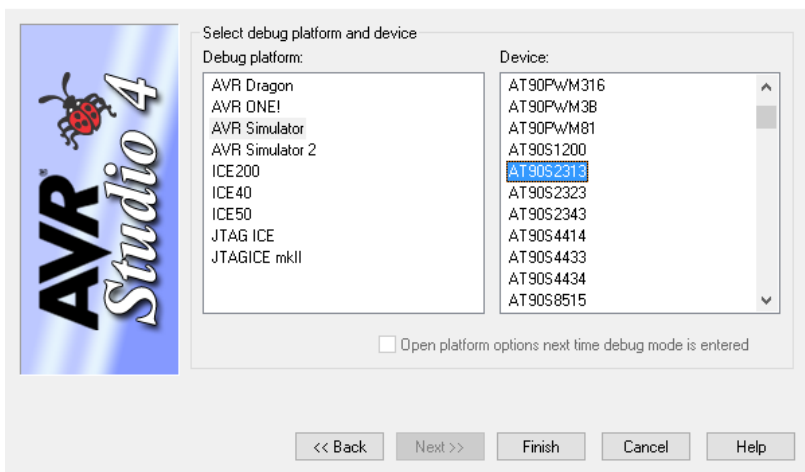 AVR® Studio 4
Select debug platform and device
Debug platform:
AVR Dragon
AVR ONE!
AVR Simulator
AVR Simulator 2
ICE200
ICE40
ICE50
JTAG ICE
JTAGICE mkII
Device:
AT90PWM316
AT90PWM3B
AT90PWM81
AT90S1200
AT90S2313
AT90S2323
AT90S2343
AT90S4414
AT90S4433
AT90S4434
AT90S8515
Open platform options next time debug mode is entered
<< Back
Next >>
Finish
Cancel
Help